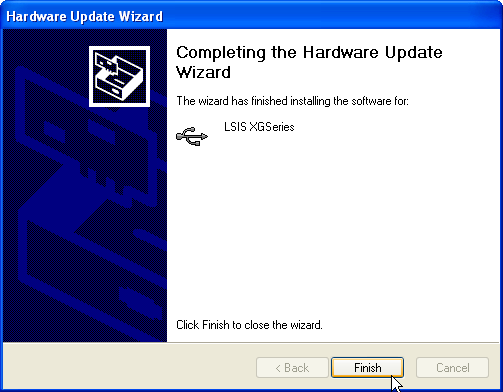 Hardware Update Wizard
Completing the Hardware Update
Wizard
The wizard has finished installing the software for:
LSIS XGSeries
Click Finish to close the wizard.
< Back
Finish
Cancel